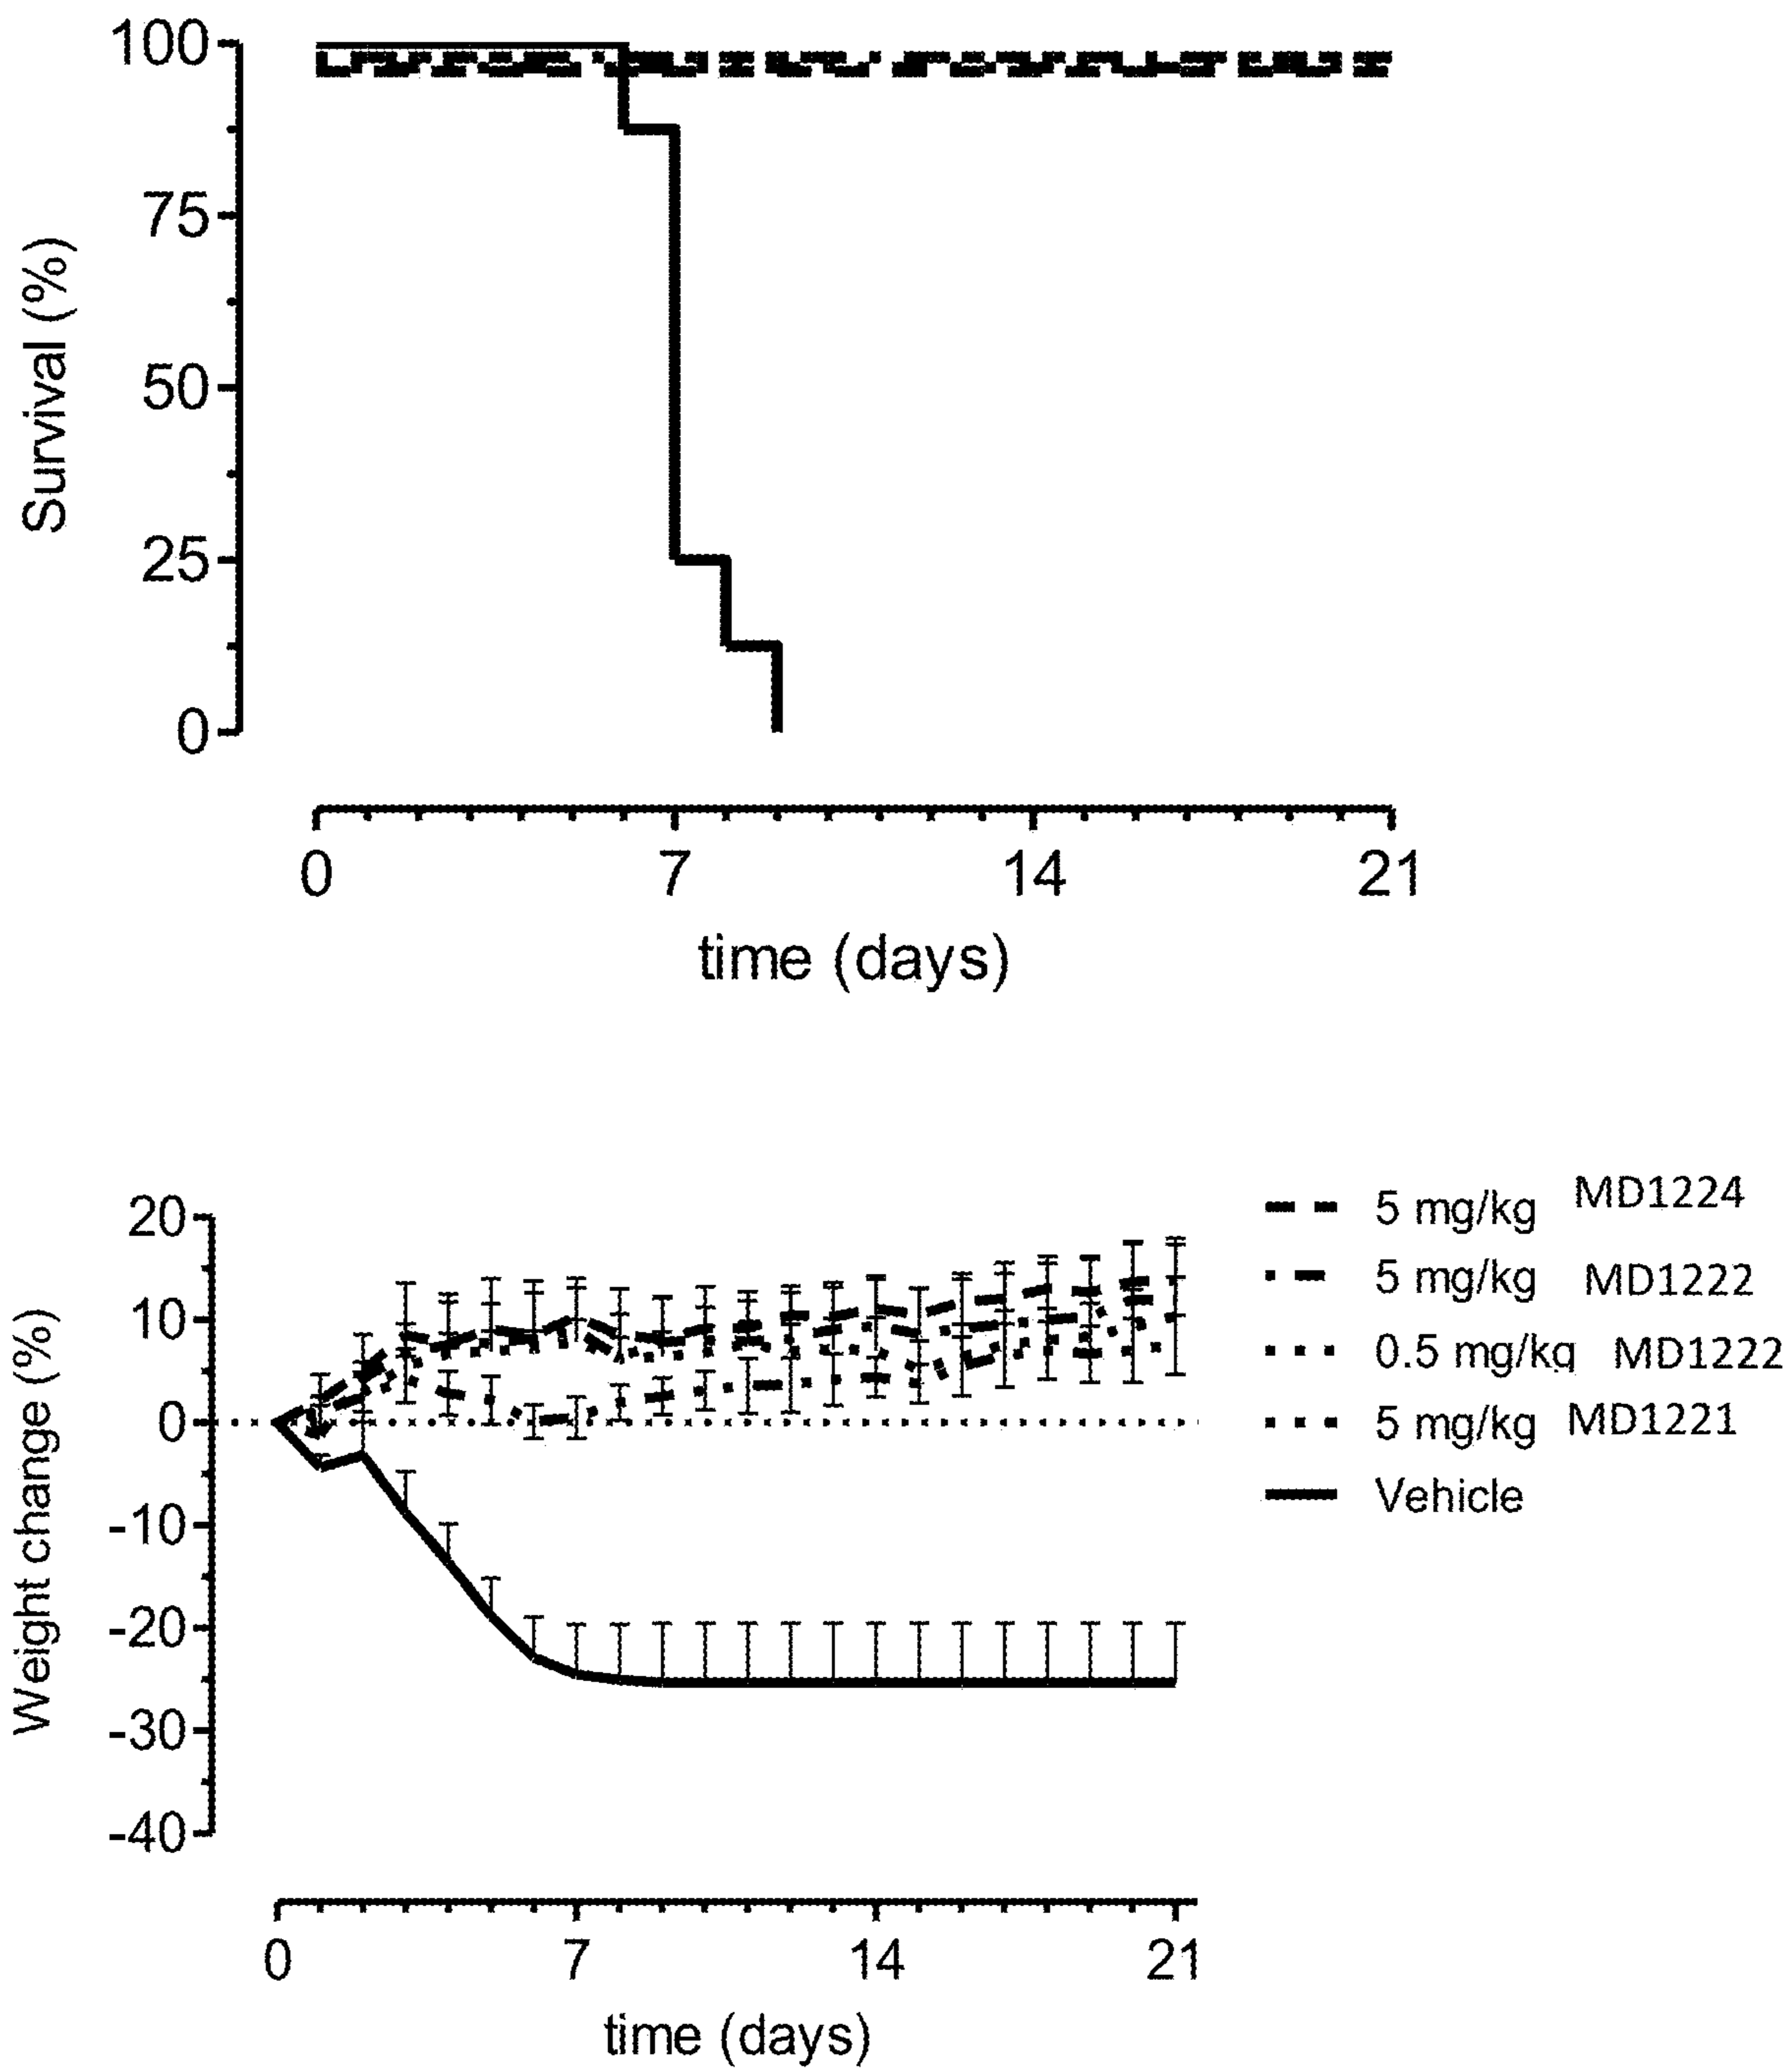 100
75
50
25
0
Survival (%)
0 7 14 21
time (days)
20
10
0
-10
-20
-30
-40
Weight change (%)
5 mg/kg MD1224
5 mg/kg MD1222
0.5 mg/kg MD1222
5 mg/kg MD1221
Vehicle
0 7 14 21
time (days)